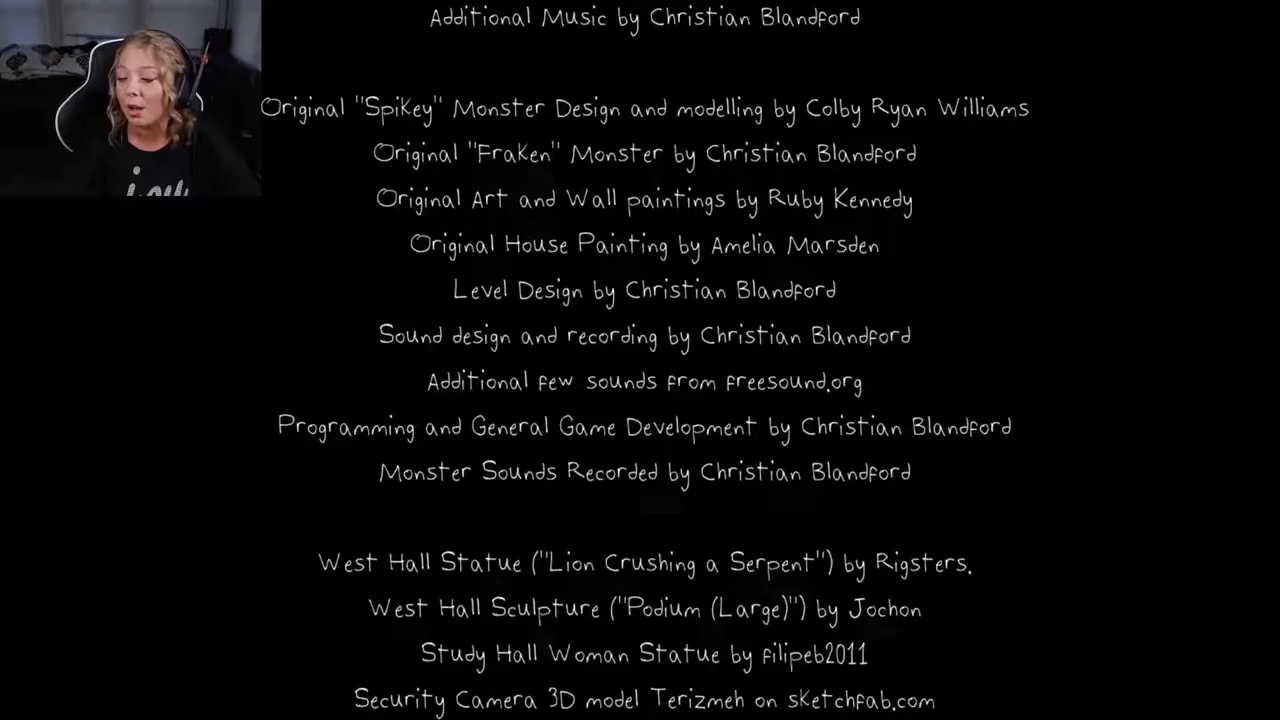 Additional Music by Christian Blandford
Original "Spikey" Monster Design and modelling by Colby Ryan Williams
Original "Fraken" Monster by Christian Blandford
Original Art and Wall paintings by Ruby Kennedy
Original House Painting by Amelia Marsden
Level Design by Christian Blandford
Sound design and recording by Christian Blandford
Additional few sounds from freesound.org
Programming and General Game Development by Christian Blandford
Monster Sounds Recorded by Christian Blandford
West Hall Statue ("Lion Crushing a Serpent") by Rigsters.
West Hall Sculpture ("Podium (Large)") by Jochon
Study Hall Woman Statue by filipeb2011
Security Camera 3D model Terizmeh on sketchfab.com